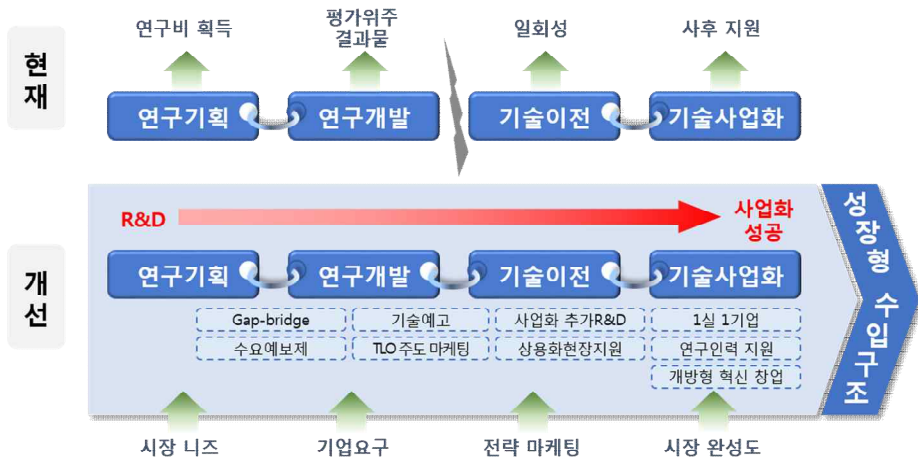 현재
연구비 획득
평가위주
결과물
일회성
사후 지원
연구기획
연구개발
기술이전
기술사업화
개선
R&D
사업화
성공
연구기획
연구개발
기술이전
기술사업화
Gap-bridge
기술예고
사업화 추가R&D
1실 1기업
수요예보제
TLO 주도 마케팅
상용화현장지원
연구인력 지원
개방형 혁신 창업
성장형 수입구조
시장 니즈
기업요구
전략 마케팅
시장 완성도